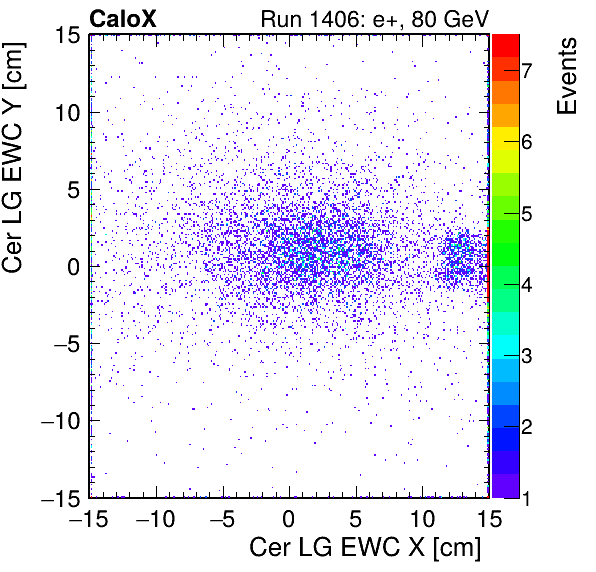 CaloX Run 1406: e+, 80 GeV
Cer LG EWC Y [cm]
15
10
5
0
−5
−10
−15
−15 −10 −5 0 5 10 15
Cer LG EWC X [cm]
Events
7
6
5
4
3
2
1